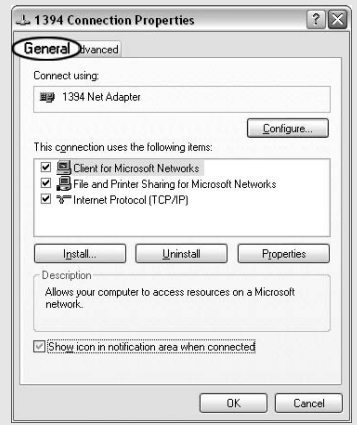 1394 Connection Properties
General Advanced
Connect using:
1394 Net Adapter
Configure...
This connection uses the following items:
Client for Microsoft Networks
File and Printer Sharing for Microsoft Networks
Internet Protocol (TCP/IP)
Install... Uninstall Properties
Description
Allows your computer to access resources on a Microsoft
network.
Show icon in notification area when connected
OK Cancel